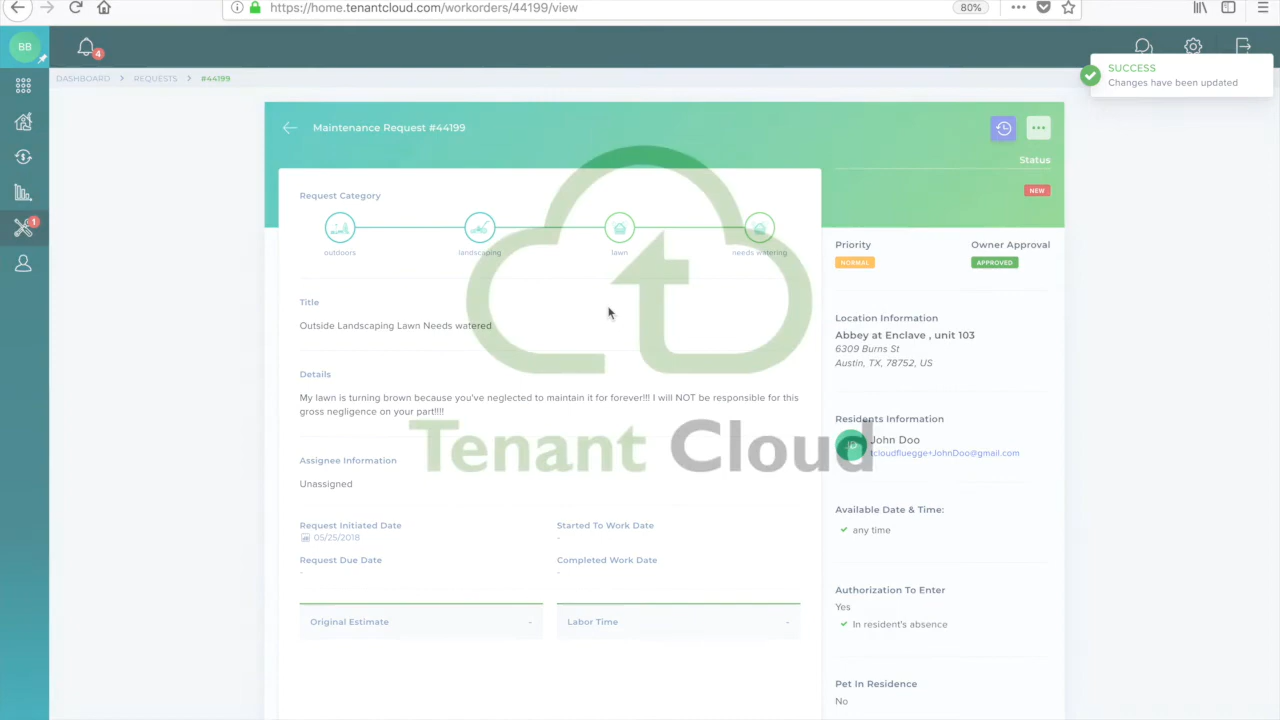 https://home.tenantcloud.com/workorders/44199/view
80%
BB
4
DASHBOARD > REQUESTS > #44199
SUCCESS
Changes have been updated
Maintenance Request #44199
Status
NEW
Request Category
outdoors
landscaping
lawn
needs watering
Priority
Owner Approval
NORMAL
APPROVED
1
Title
Outside Landscaping Lawn Needs watered
Location Information
Abbey at Enclave , unit 103
6309 Burns St
Austin, TX, 78752, US
Details
My lawn is turning brown because you've neglected to maintain it for forever!!! I will NOT be responsible for this
gross negligence on your part!!!!
Tenant Cloud
Residents Information
JD
John Doo
tcloudfluegge+JohnDoo@gmail.com
Assignee Information
Unassigned
Request Initiated Date
05/25/2018
Started To Work Date
-
Request Due Date
-
Completed Work Date
-
Original Estimate -
Labor Time -
Available Date & Time:
any time
Authorization To Enter
Yes
In resident's absence
Pet In Residence
No